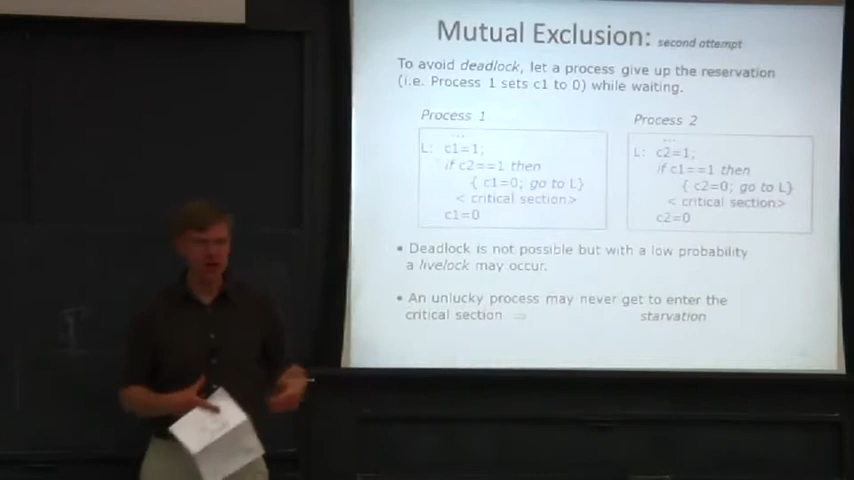 Mutual Exclusion: second attempt
To avoid deadlock, let a process give up the reservation
(i.e. Process 1 sets c1 to 0) while waiting.
Process 1
...
L: c1=1;
if c2==1 then
{ c1=0; go to L}
< critical section>
c1=0
Process 2
...
L: c2=1;
if c1==1 then
{ c2=0; go to L}
< critical section>
c2=0
• Deadlock is not possible but with a low probability
a livelock may occur.
• An unlucky process may never get to enter the
critical section ⇒ starvation